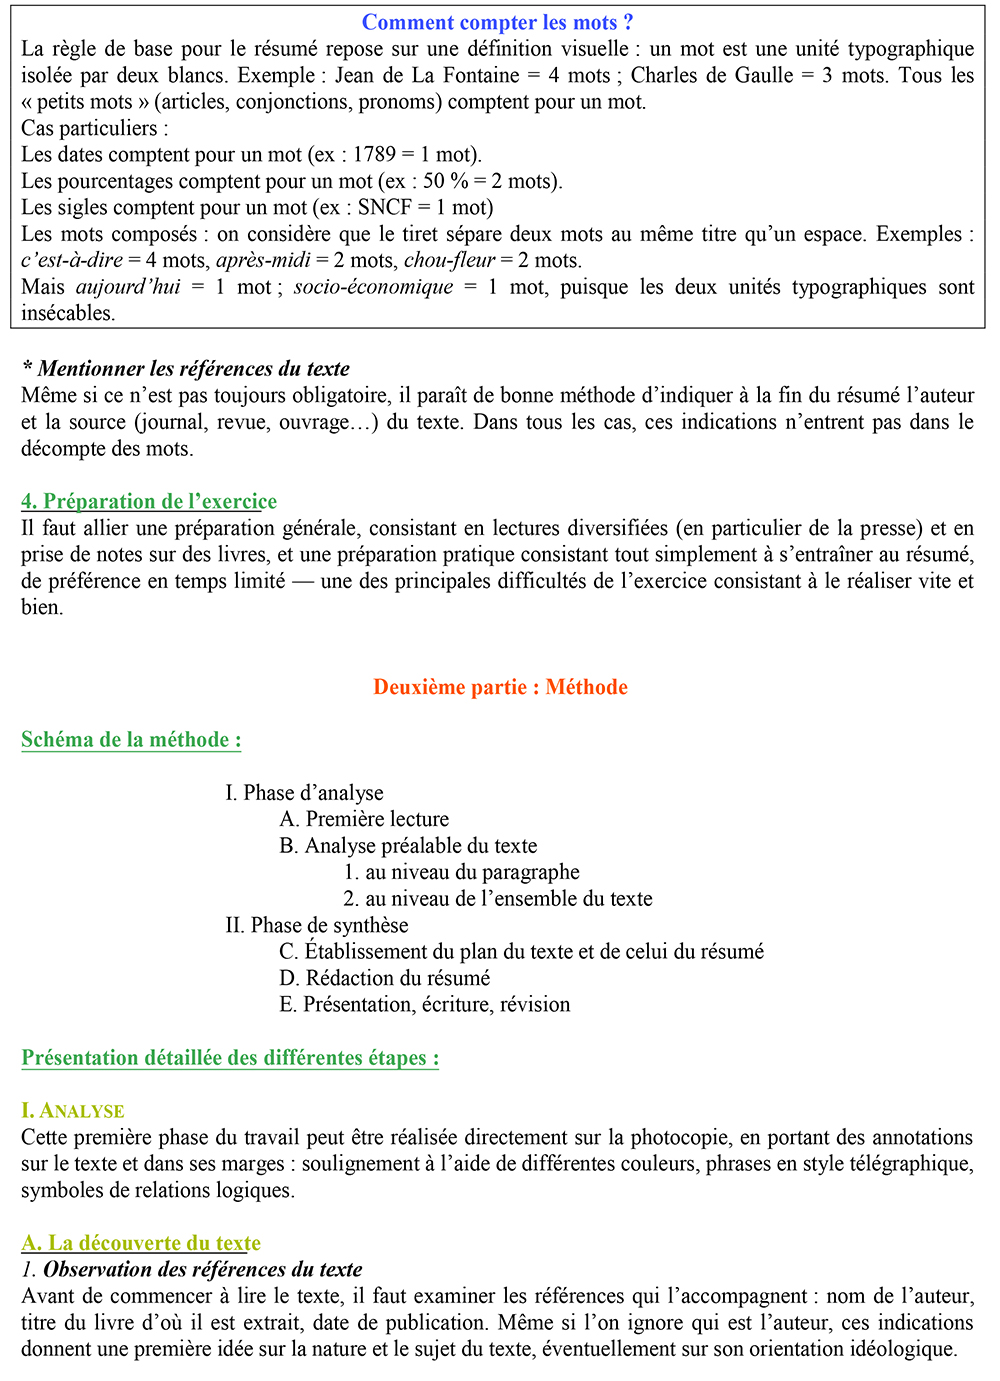 Comment compter les mots ?
La règle de base pour le résumé repose sur une définition visuelle : un mot est une unité typographique
isolée par deux blancs. Exemple : Jean de La Fontaine = 4 mots ; Charles de Gaulle = 3 mots. Tous les
« petits mots » (articles, conjonctions, pronoms) comptent pour un mot.
Cas particuliers :
Les dates comptent pour un mot (ex : 1789 = 1 mot).
Les pourcentages comptent pour un mot (ex : 50 % = 2 mots).
Les sigles comptent pour un mot (ex : SNCF = 1 mot)
Les mots composés : on considère que le tiret sépare deux mots au même titre qu’un espace. Exemples :
c’est-à-dire = 4 mots, après-midi = 2 mots, chou-fleur = 2 mots.
Mais aujourd’hui = 1 mot ; socio-économique = 1 mot, puisque les deux unités typographiques sont
insécables.
* Mentionner les références du texte
Même si ce n’est pas toujours obligatoire, il paraît de bonne méthode d’indiquer à la fin du résumé l’auteur
et la source (journal, revue, ouvrage…) du texte. Dans tous les cas, ces indications n’entrent pas dans le
décompte des mots.
4. Préparation de l’exercice
Il faut allier une préparation générale, consistant en lectures diversifiées (en particulier de la presse) et en
prise de notes sur des livres, et une préparation pratique consistant tout simplement à s’entraîner au résumé,
de préférence en temps limité — une des principales difficultés de l’exercice consistant à le réaliser vite et
bien.
Deuxième partie : Méthode
Schéma de la méthode :
I. Phase d’analyse
A. Première lecture
B. Analyse préalable du texte
1. au niveau du paragraphe
2. au niveau de l’ensemble du texte
II. Phase de synthèse
C. Établissement du plan du texte et de celui du résumé
D. Rédaction du résumé
E. Présentation, écriture, révision
Présentation détaillée des différentes étapes :
I. ANALYSE
Cette première phase du travail peut être réalisée directement sur la photocopie, en portant des annotations
sur le texte et dans ses marges : soulignement à l’aide de différentes couleurs, phrases en style télégraphique,
symboles de relations logiques.
A. La découverte du texte
1. Observation des références du texte
Avant de commencer à lire le texte, il faut examiner les références qui l’accompagnent : nom de l’auteur,
titre du livre d’où il est extrait, date de publication. Même si l’on ignore qui est l’auteur, ces indications
donnent une première idée sur la nature et le sujet du texte, éventuellement sur son orientation idéologique.